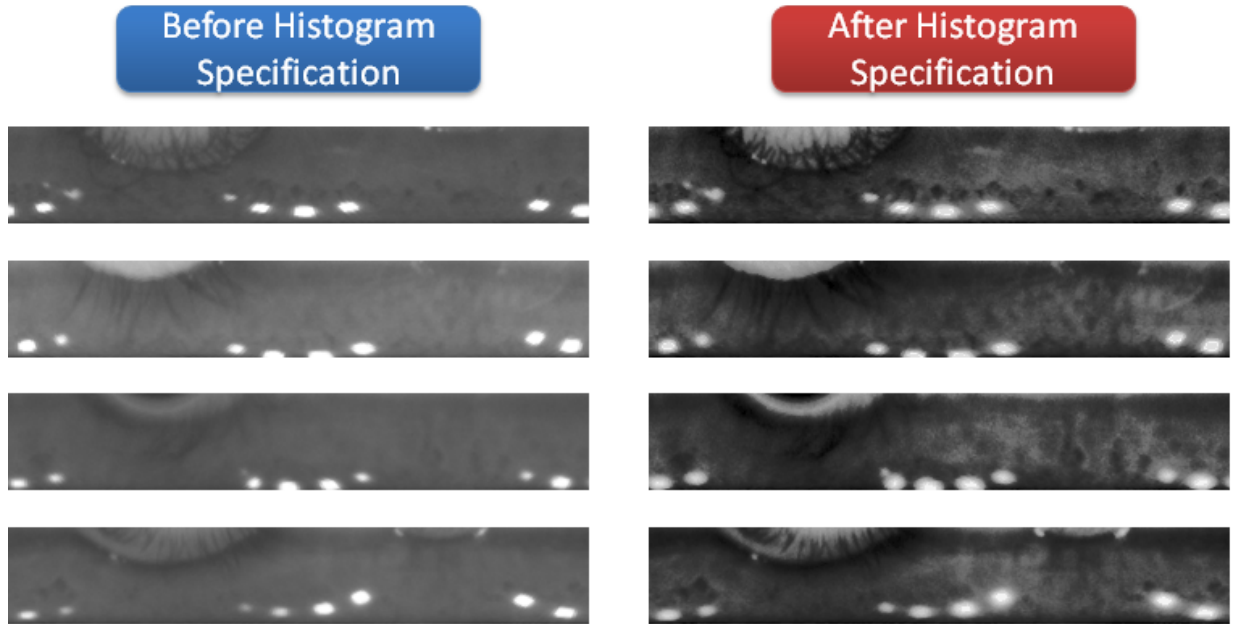 Before Histogram
Specification
After Histogram
Specification